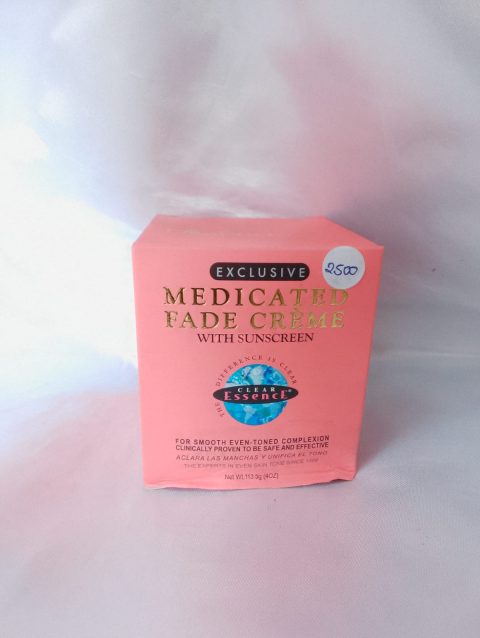 EXCLUSIVE
2500
MEDICATED
FADE CRÈME
WITH SUNSCREEN
THE DIFFERENCE IS CLEAR
CLEAR
EssencE®
FOR SMOOTH EVEN-TONED COMPLEXION
CLINICALLY PROVEN TO BE SAFE AND EFFECTIVE
ACLARA LAS MANCHAS Y UNIFICA EL TONO
THE EXPERTS IN EVEN SKIN TONE SINCE
Net Wt.113.5g (4OZ)